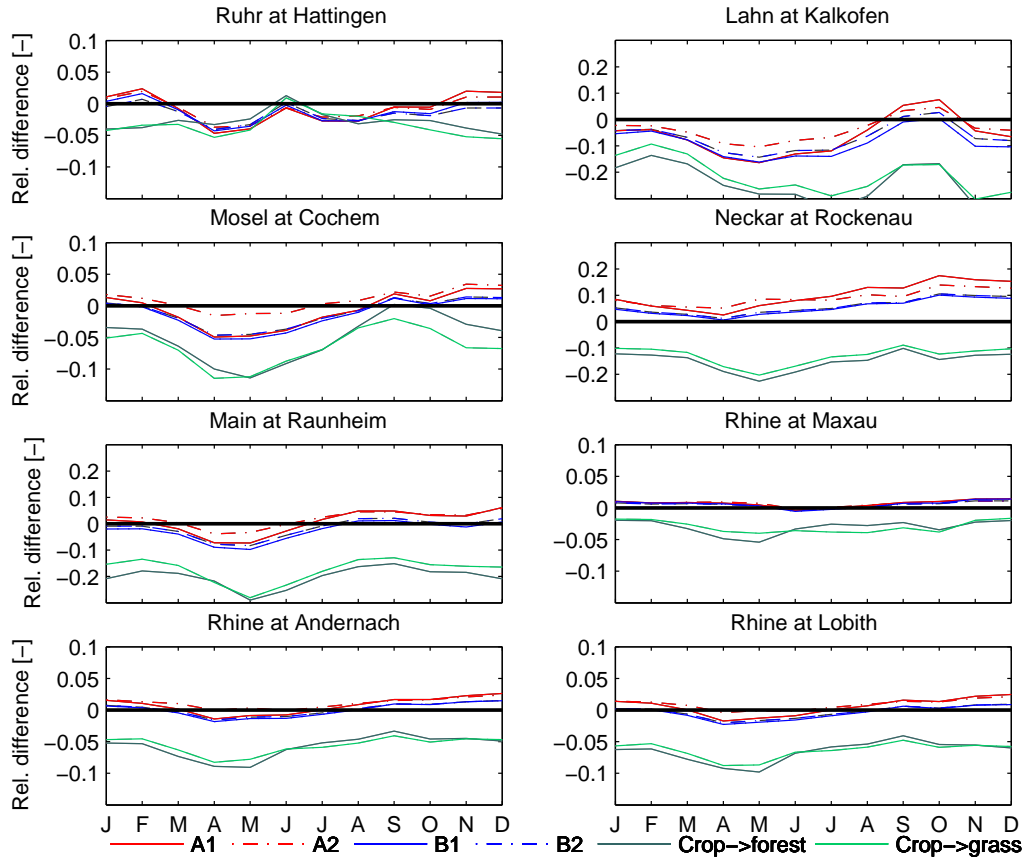 Ruhr at Hattingen
Lahn at Kalkofen
Rel. difference [−]
0.1
0.05
0
−0.05
−0.1
0.2
0.1
0
−0.1
−0.2
Mosel at Cochem
Neckar at Rockenau
Rel. difference [−]
0.1
0.05
0
−0.05
−0.1
0.2
0.1
0
−0.1
−0.2
Main at Raunheim
Rhine at Maxau
Rel. difference [−]
0.2
0.1
0
−0.1
−0.2
0.1
0.05
0
−0.05
−0.1
Rhine at Andernach
Rhine at Lobith
Rel. difference [−]
0.1
0.05
0
−0.05
−0.1
0.1
0.05
0
−0.05
−0.1
J F M A M J J A S O N D
J F M A M J J A S O N D
A1 A2 B1 B2 Crop−>forest Crop−>grass